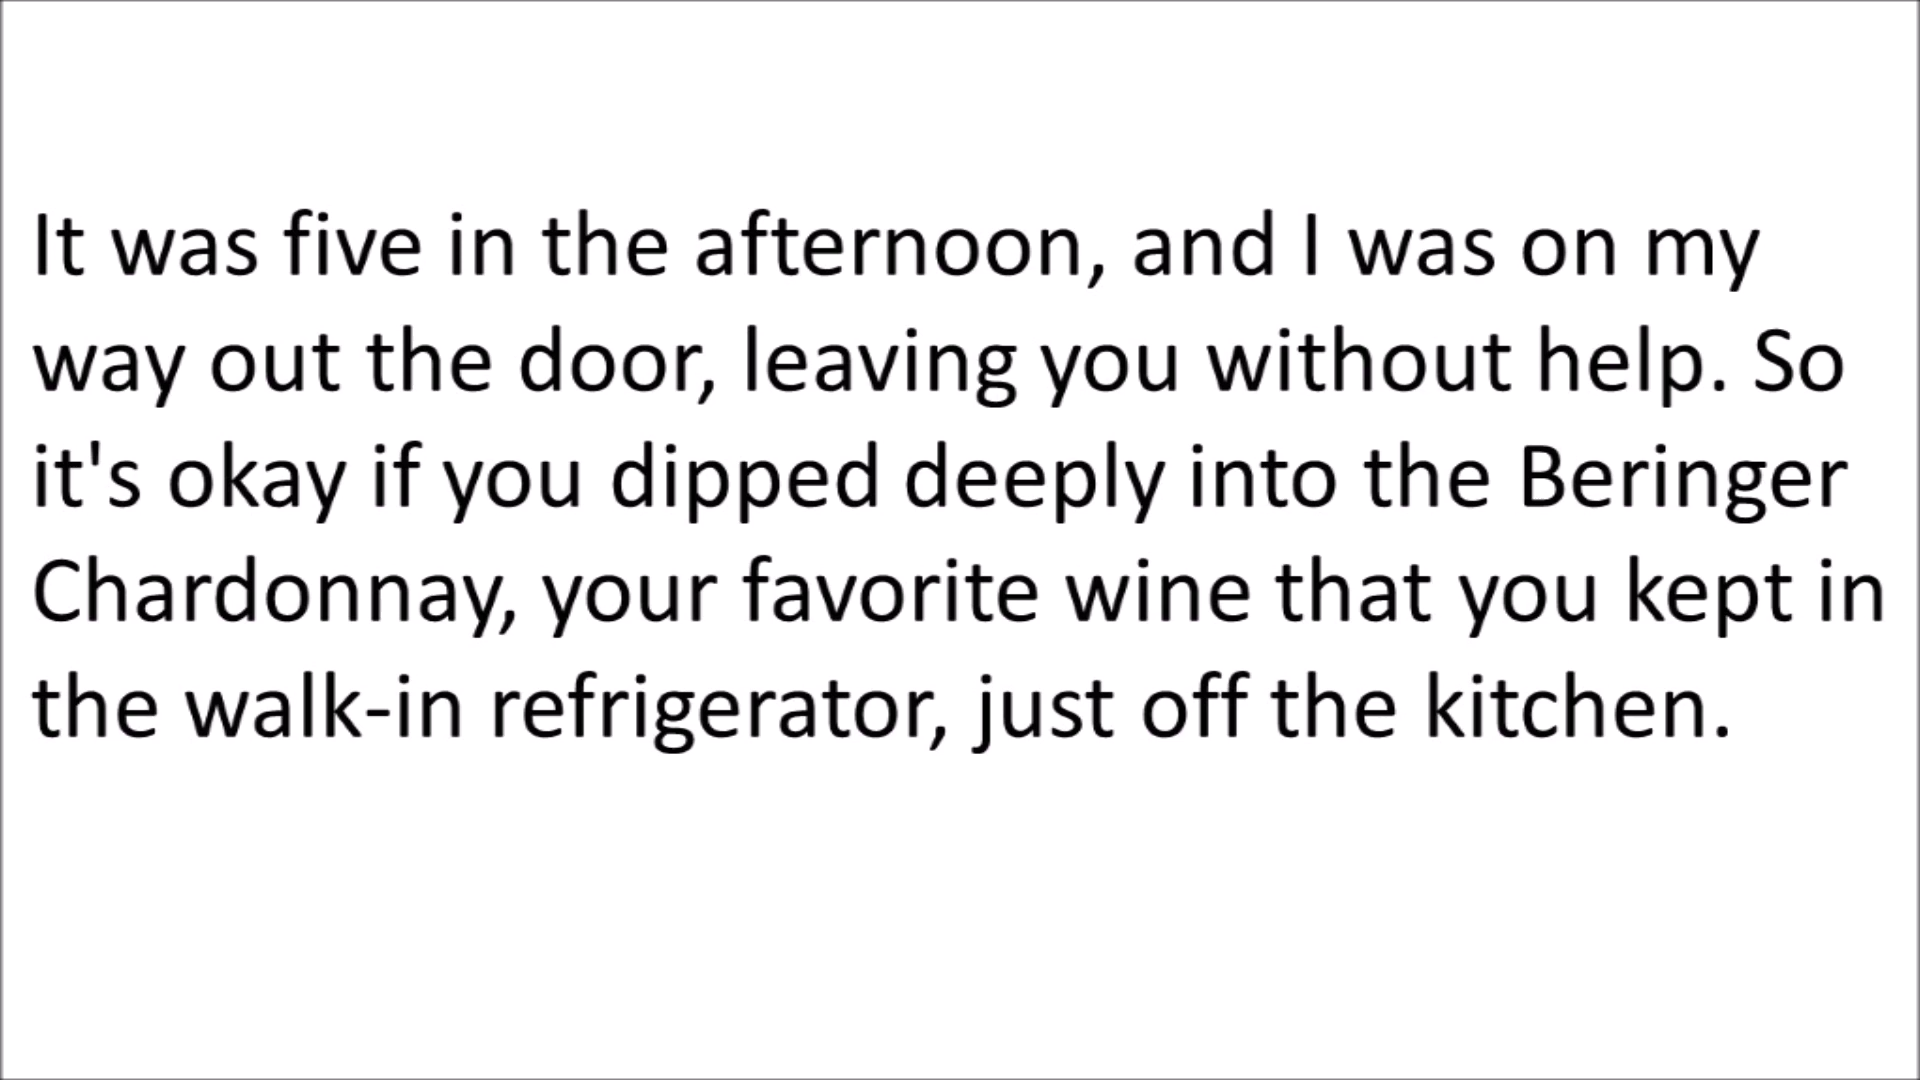 It was five in the afternoon, and I was on my
way out the door, leaving you without help. So
it's okay if you dipped deeply into the Beringer
Chardonnay, your favorite wine that you kept in
the walk-in refrigerator, just off the kitchen.